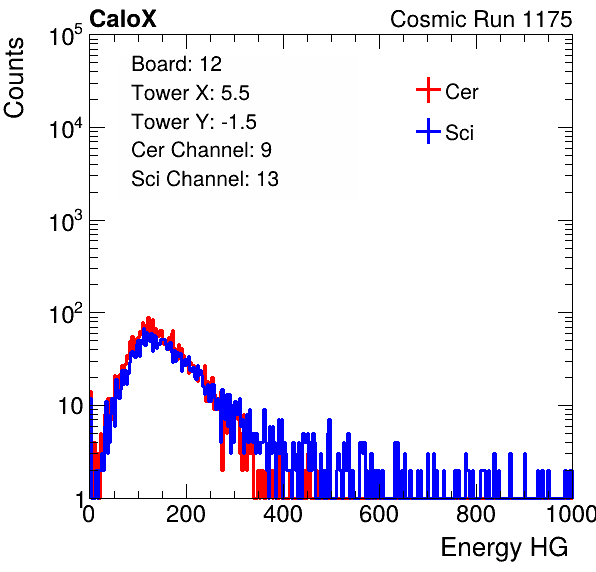 CaloX
Cosmic Run 1175
Counts
10^5
10^4
10^3
10^2
10
1
Board: 12
Tower X: 5.5
Tower Y: -1.5
Cer Channel: 9
Sci Channel: 13
Cer
Sci
0 200 400 600 800 1000
Energy HG